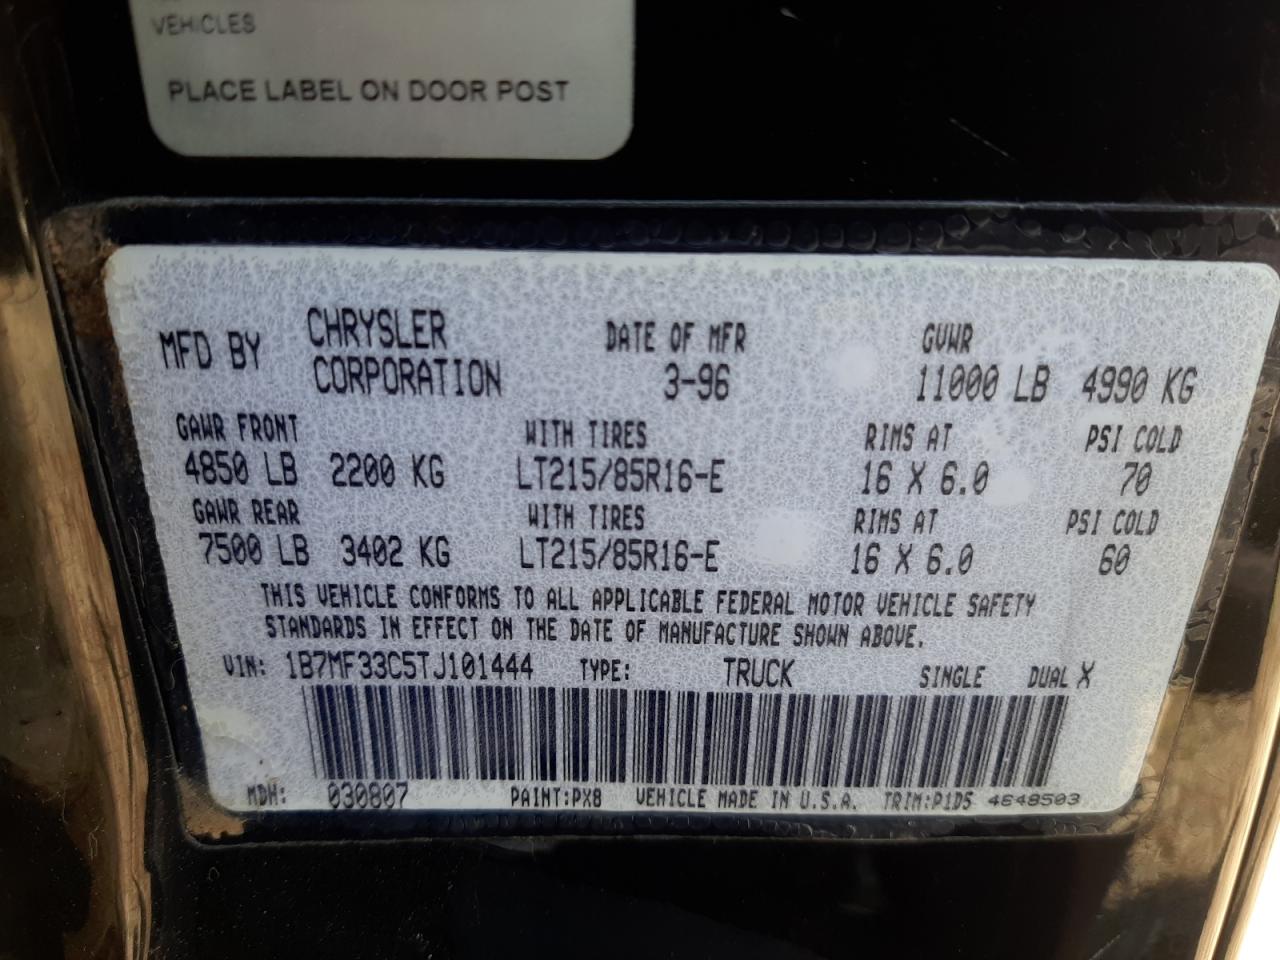 VEHICLES
PLACE LABEL ON DOOR POST
MFD BY CHRYSLER CORPORATION DATE OF MFR 3-96 GVWR 11000 LB 4990 KG
GAWR FRONT WITH TIRES RIMS AT PSI COLD
4850 LB 2200 KG LT215/85R16-E 16 X 6.0 70
GAWR REAR WITH TIRES RIMS AT PSI COLD
7500 LB 3402 KG LT215/85R16-E 16 X 6.0 60
THIS VEHICLE CONFORMS TO ALL APPLICABLE FEDERAL MOTOR VEHICLE SAFETY
STANDARDS IN EFFECT ON THE DATE OF MANUFACTURE SHOWN ABOVE.
VIN: 1B7MF33C5TJ101444 TYPE: TRUCK SINGLE DUAL X
MDH: 030807 PAINT:PX8 VEHICLE MADE IN U.S.A. TRIM:P1D5 4648503